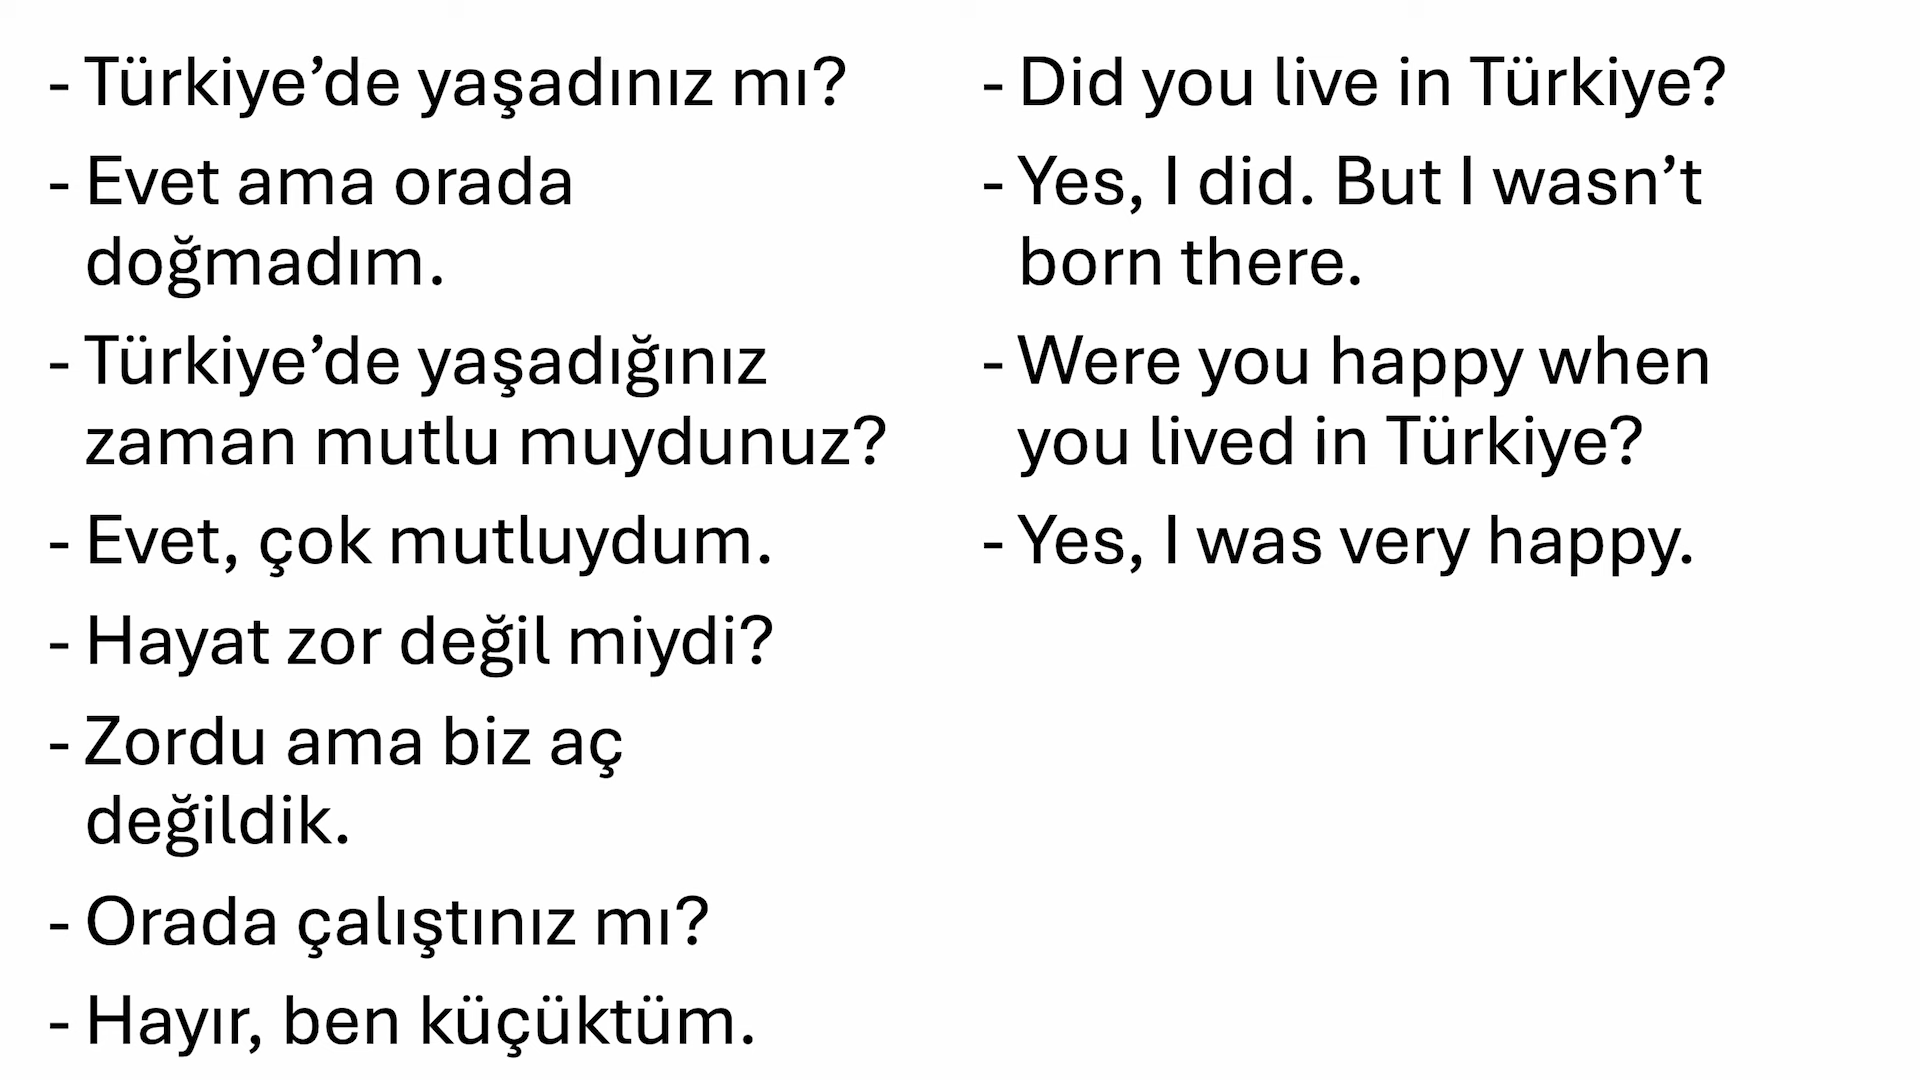 - Türkiye’de yaşadınız mı?
- Evet ama orada
doğmadım.
- Türkiye’de yaşadığınız
zaman mutlu muydunuz?
- Evet, çok mutluydum.
- Hayat zor değil miydi?
- Zordu ama biz aç
değildik.
- Orada çalıştınız mı?
- Hayır, ben küçüktüm.
- Did you live in Türkiye?
- Yes, I did. But I wasn’t
born there.
- Were you happy when
you lived in Türkiye?
- Yes, I was very happy.